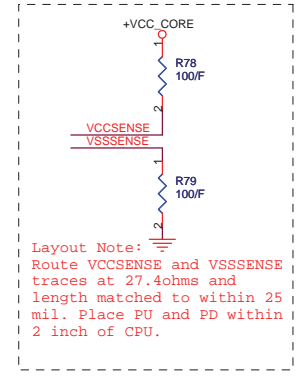 +VCC_CORE
1
R78
100/F
2
VCCSENSE
VSSSENSE
1
R79
100/F
2
Layout Note:
Route VCCSENSE and VSSSENSE
traces at 27.4ohms and
length matched to within 25
mil. Place PU and PD within
2 inch of CPU.